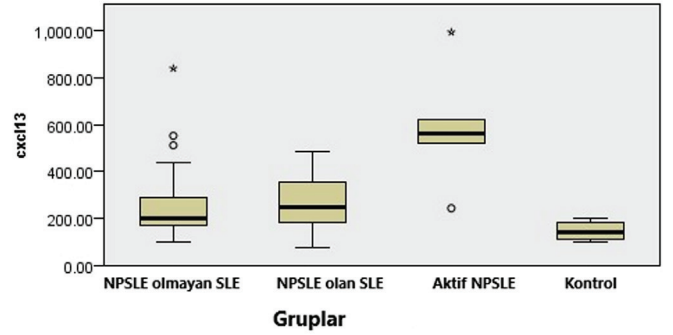 1,000.00
800.00
600.00
400.00
200.00
0.00
cxcl13
NPSLE olmayan SLE
NPSLE olan SLE
Aktif NPSLE
Kontrol
Gruplar